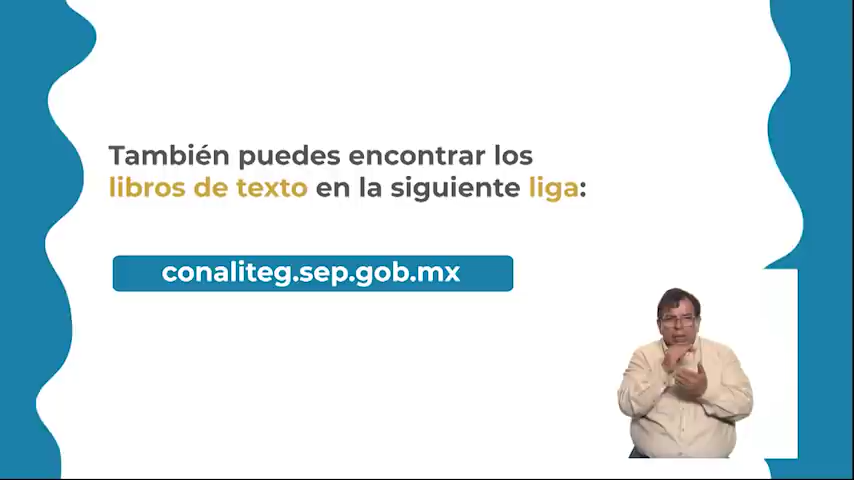 También puedes encontrar los
libros de texto en la siguiente liga:
conaliteg.sep.gob.mx